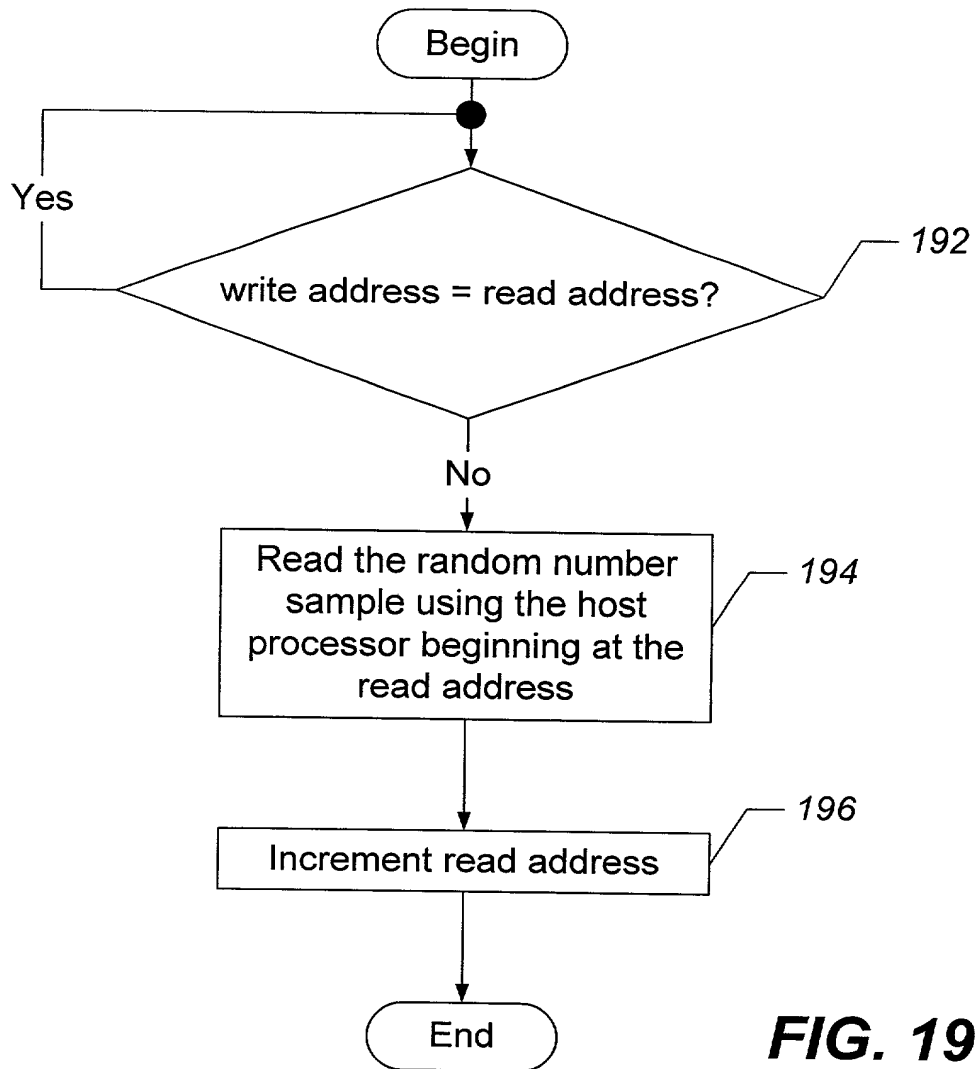 Begin
Yes
write address = read address?
192
No
Read the random number
sample using the host
processor beginning at the
read address
194
196
Increment read address
End
FIG. 19